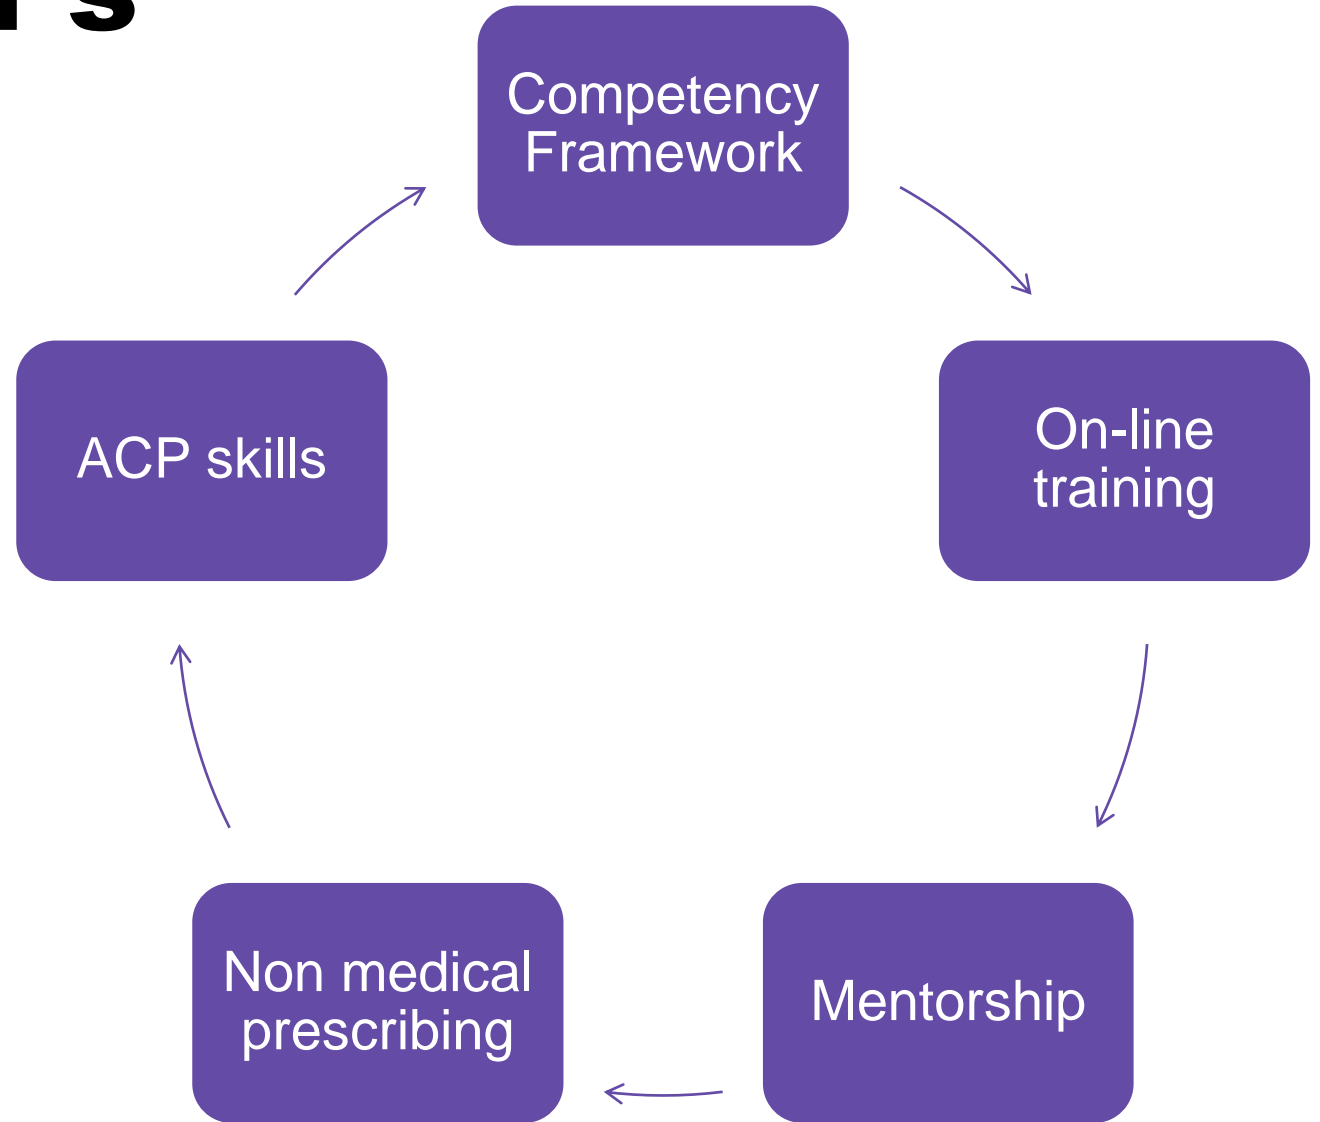 Competency
Framework
On-line
training
Mentorship
Non medical
prescribing
ACP skills